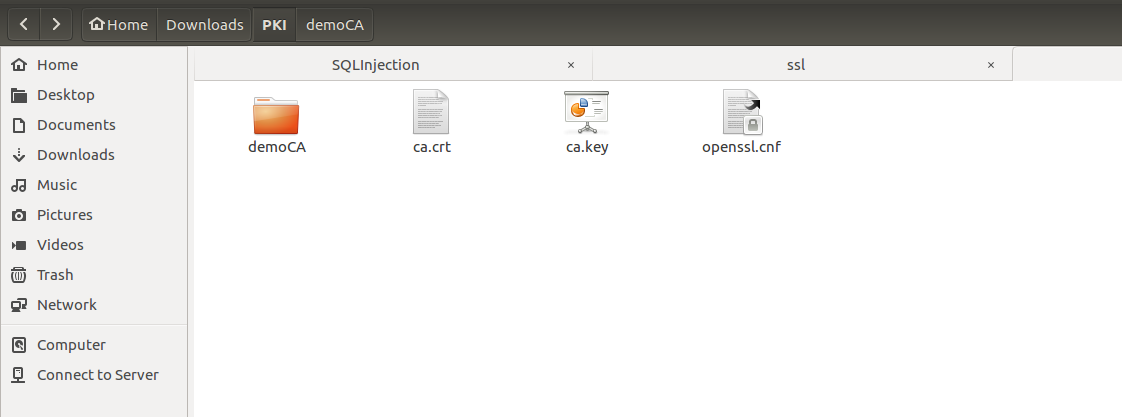 Home Downloads PKI demoCA
SQLInjection × ssl ×
Home
Desktop
Documents
Downloads
Music
Pictures
Videos
Trash
Network
Computer
Connect to Server
demoCA ca.crt ca.key openssl.cnf